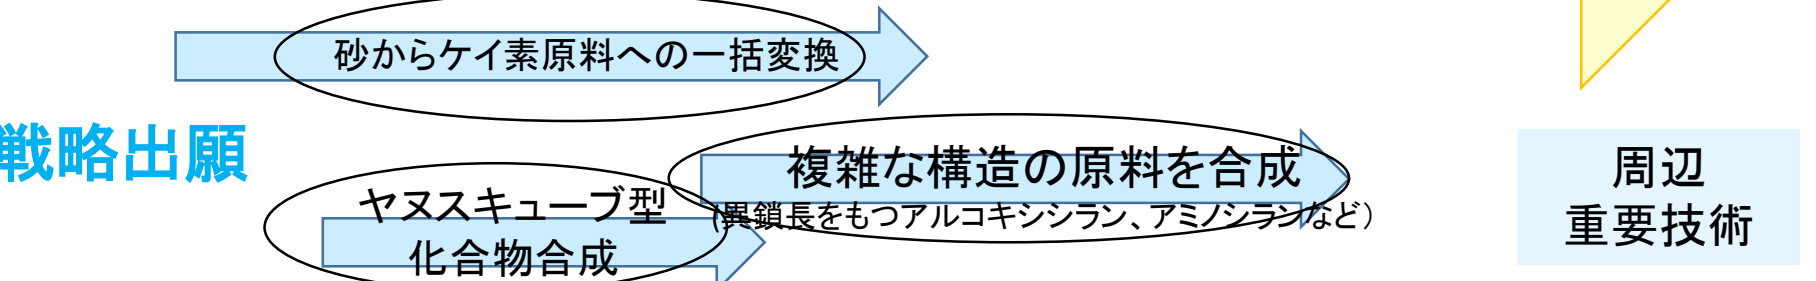 砂からケイ素原料への一括変換
戦略出願
複雑な構造の原料を合成
(異鎖長をもつアルコキシシラン、アミノシランなど)
ヤヌスキューブ型
化合物合成
周辺
重要技術